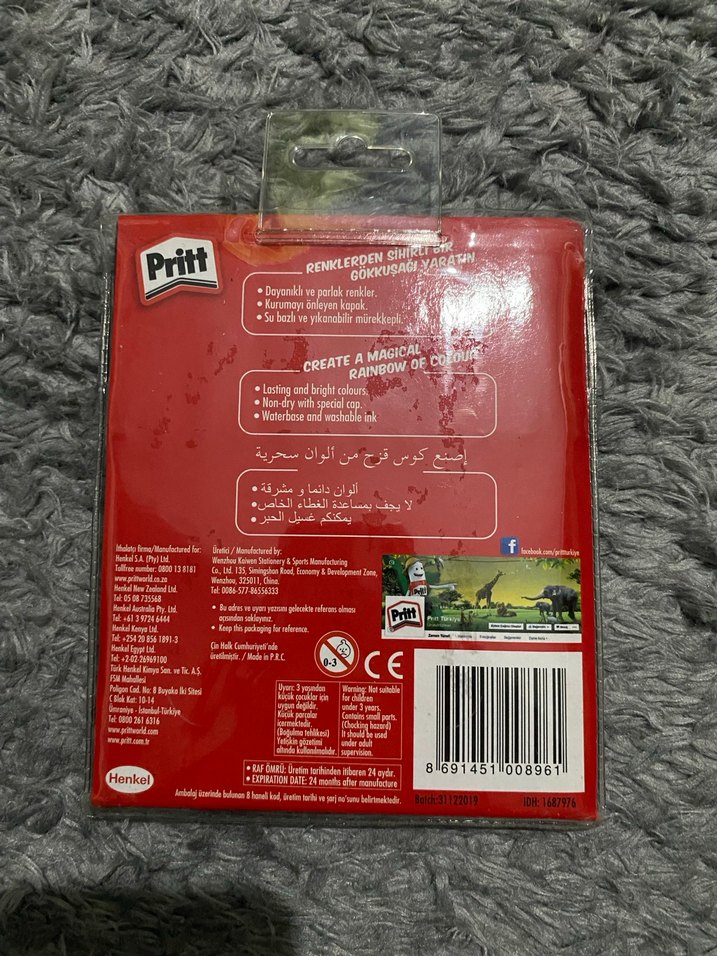 Pritt
RENKLERDEN SİHİRLİ BİR
GÖKKUŞAĞI YARATIN
• Dayanıklı ve parlak renkler.
• Kurumayı önleyen kapak.
• Su bazlı ve yıkanabilir mürekkepli.
CREATE A MAGICAL
RAINBOW OF COLOUR
• Lasting and bright colours.
• Non-dry with special cap.
• Waterbase and washable ink
إصنع كوس قزح من ألوان سحرية
• ألوان دائما و مشرقة
• لا يجف بمساعدة الغطاء الخاص
• يمكنكم غسيل الحبر
İthalatçı Firma/Manufactured for:
Henkel S.A. (Pty) Ltd.
Tollfree number: 0800 13 8181
www.prittworld.co.za
Henkel New Zealand Ltd.
Tel: 05 08 735568
Henkel Australia Pty. Ltd.
Tel: +61 3 9724 6444
Henkel Kenya Ltd.
Tel: +254 20 856 1891-3
Henkel Egypt Ltd.
Tel: +2-02-26969100
Türk Henkel Kimya San. ve Tic. A.Ş.
FSM Mahallesi
Poligon Cad. No: 8 Buyaka İki Sitesi
C Blok Kat: 10-14
Ümraniye - İstanbul-Türkiye
Tel: 0800 261 6316
www.prittworld.com
www.pritt.com.tr
Henkel
Üretici / Manufactured by:
Wenzhou Kaiwen Stationery & Sports Manufacturing
Co., Ltd. 135, Simingshan Road, Economy & Development Zone,
Wenzhou, 325011, China.
Tel: 0086-577-86556333
• Bu adres ve uyarı yazısını gelecekte referans olması
açısından saklayınız.
• Keep this packaging for reference.
Çin Halk Cumhuriyeti'nde
üretilmiştir. / Made in P.R.C.
0-3
CE
f facebook.com/prittturkiye
Pritt
Pritt Türkiye
Uyarı: 3 yaşından
küçük çocuklar için
uygun değildir.
Küçük parçalar
içermektedir.
(Boğulma tehlikesi)
Yetişkin gözetimi
altında kullanılmalıdır.
Warning: Not suitable
for children
under 3 years.
Contains small parts.
(Chocking hazard)
It should be used
under adult
supervision.
• RAF ÖMRÜ: Üretim tarihinden itibaren 24 aydır.
• EXPIRATION DATE: 24 months after manufacture
Ambalaj üzerinde bulunan 8 haneli kod, üretim tarihi ve şarj no'sunu belirtmektedir.
8 691451 008961
Batch:31122019
IDH: 1687976